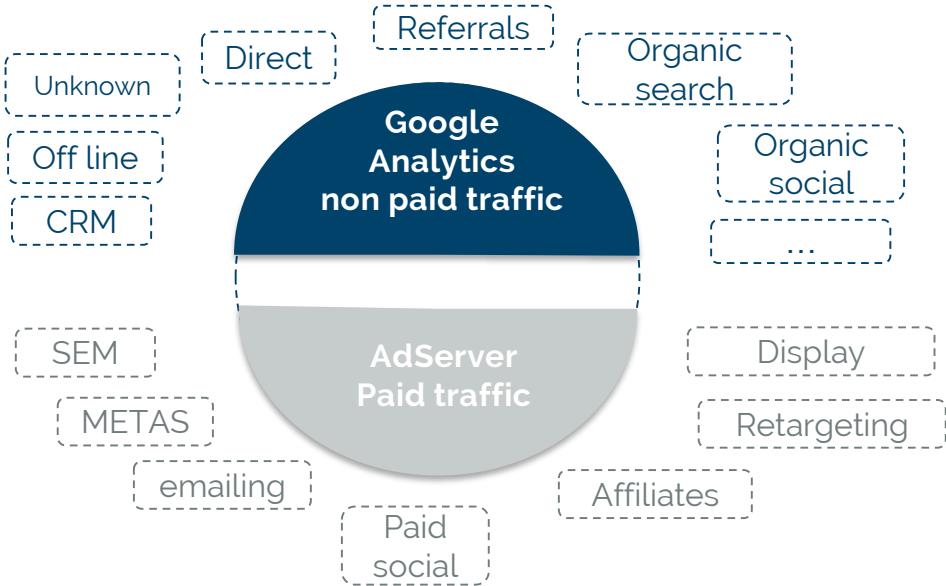 Referrals
Direct
Organic
search
Unknown
Google
Analytics
non paid traffic
Off line
Organic
social
CRM
...
SEM
AdServer
Paid traffic
Display
METAS
Retargeting
emailing
Affiliates
Paid
social